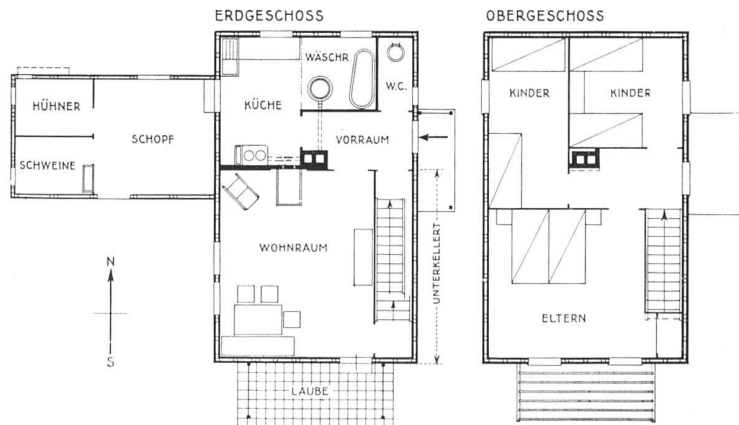 ERDGESCHOSS
OBERGESCHOSS
WÄSCHR.
W.C.
KÜCHE
HÜHNER
SCHOPF
VORRAUM
SCHWEINE
WOHNRAUM
UNTERKELLERT
N
S
LAUBE
KINDER
KINDER
ELTERN